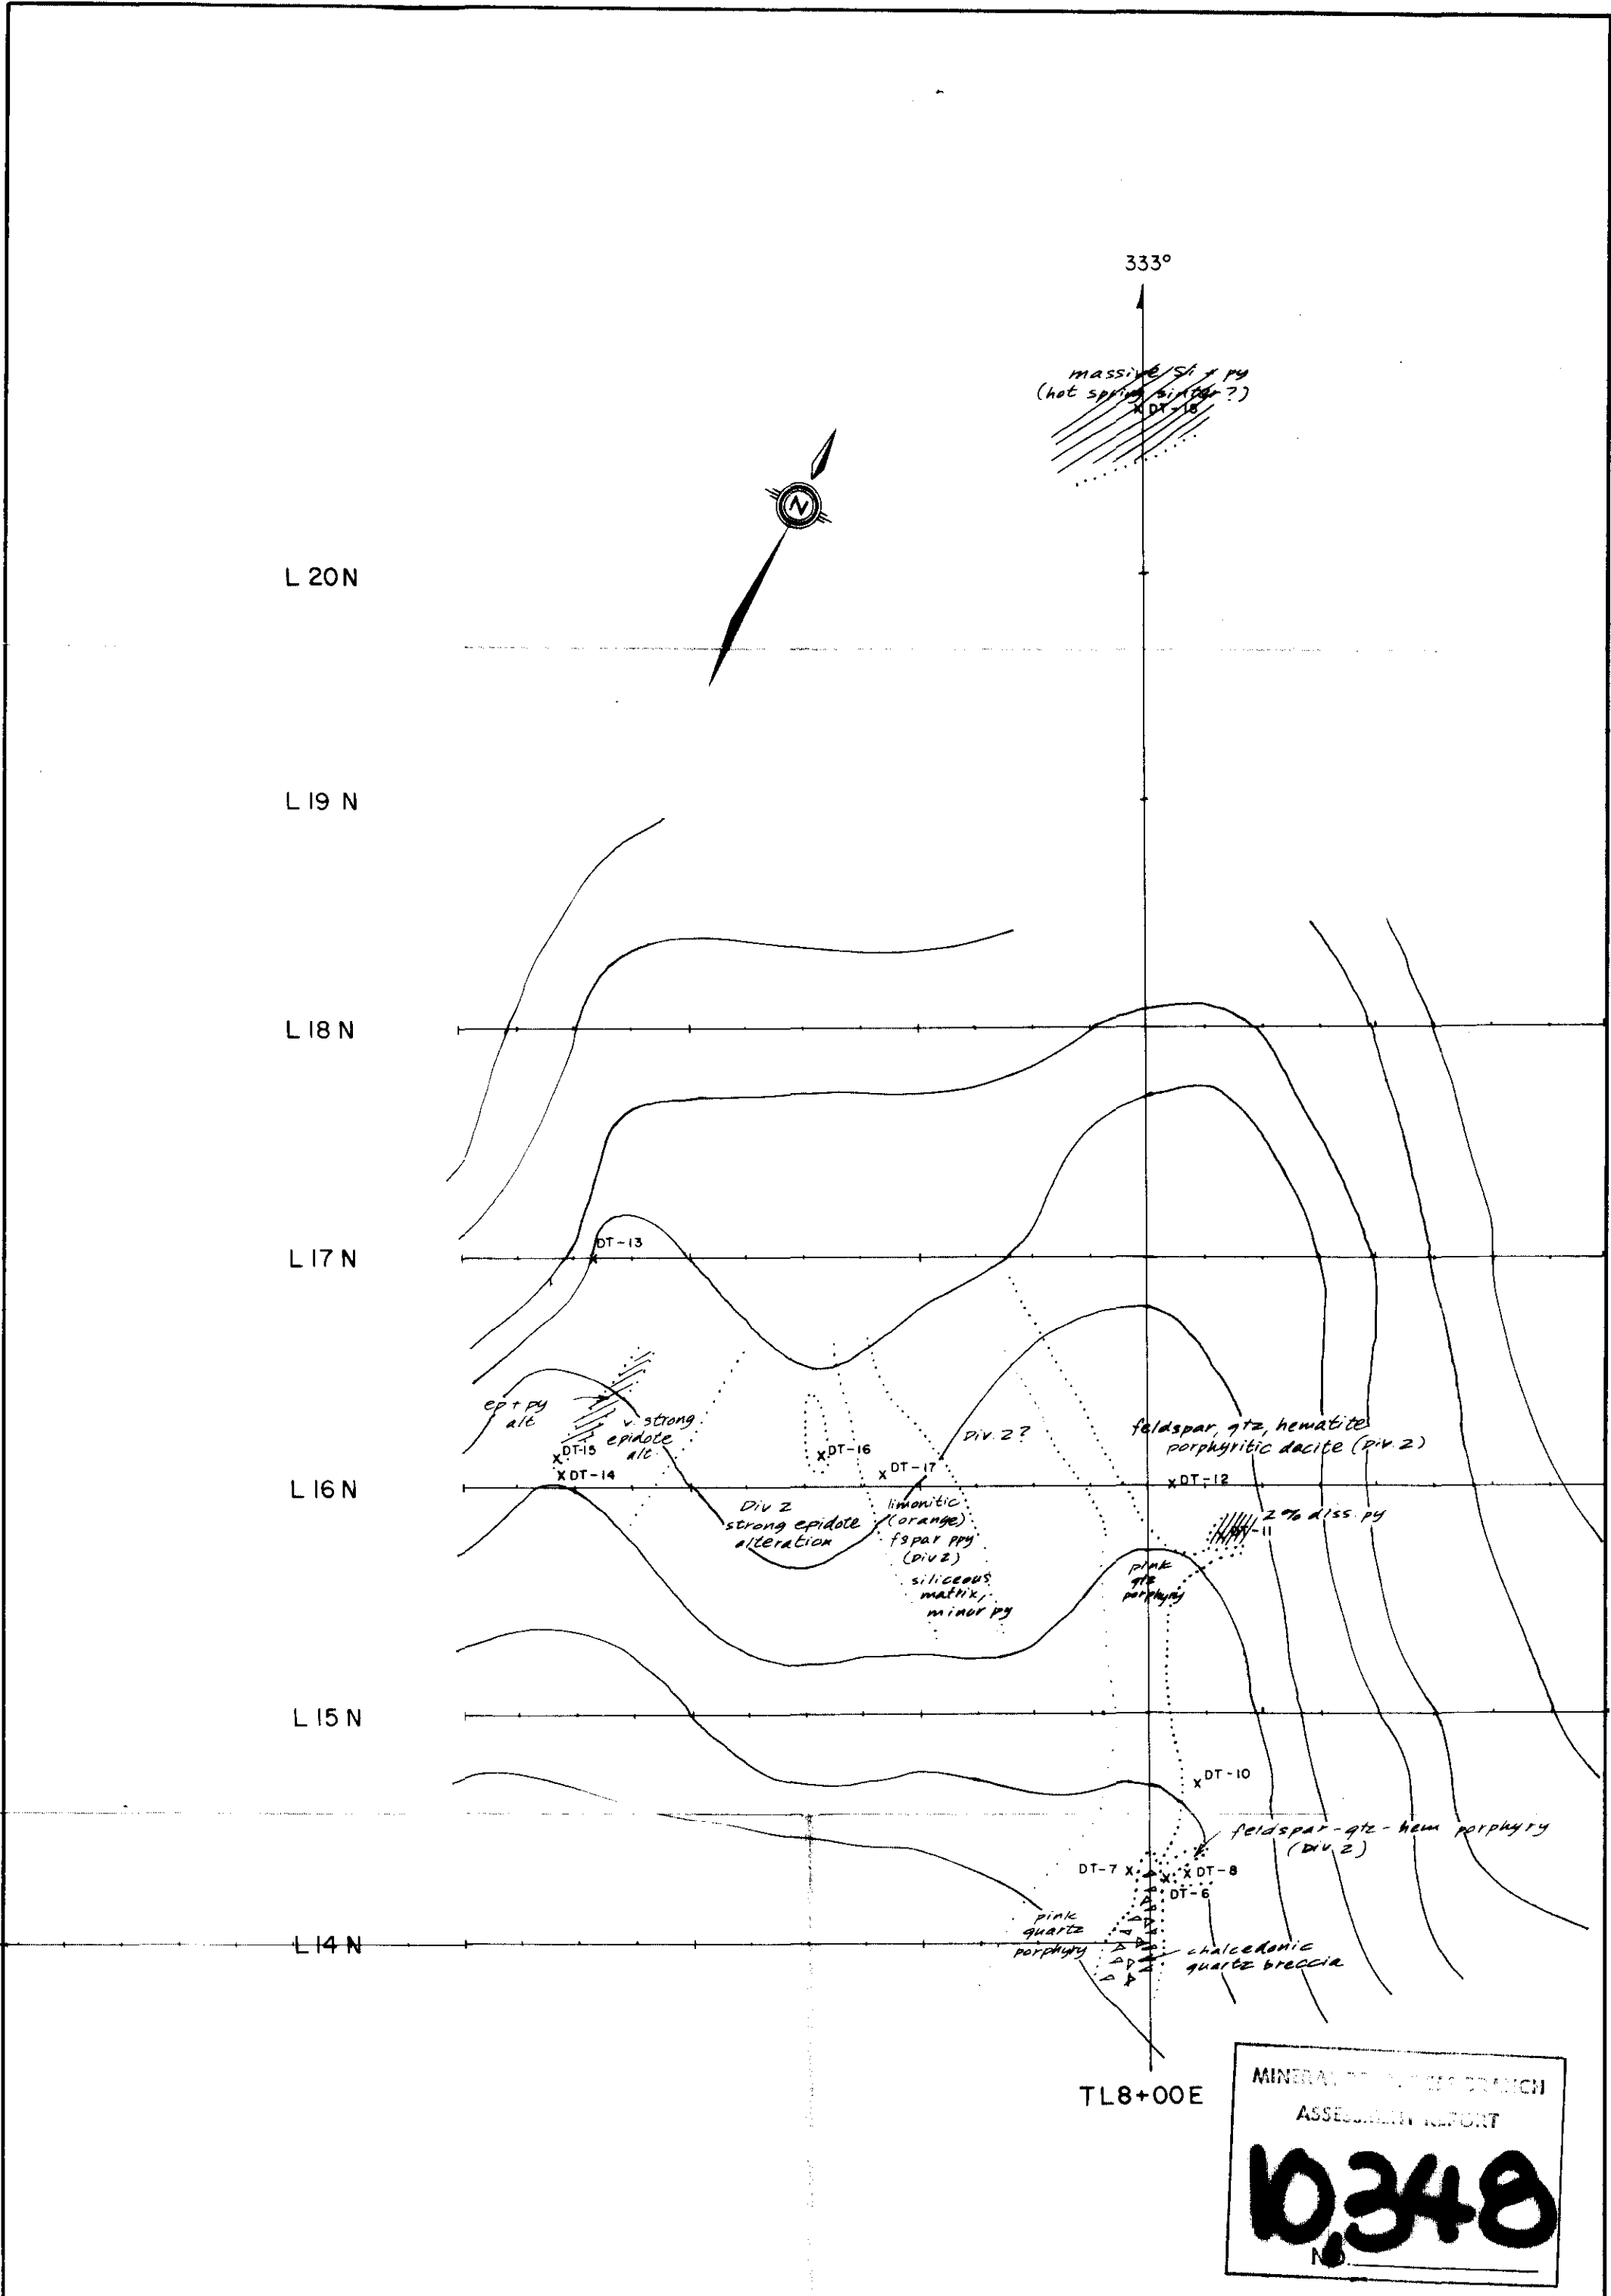 333°
massive Si + py
(hot spring sinter?)
DT-18
N
L 20N
L 19 N
L 18 N
L 17 N
DT-13
ep + py
alt
v. strong
epidote
alt.
DT-15
DT-14
DT-16
DT-17
Div. 2?
feldspar, qtz, hematite
porphyritic dacite (Div. 2)
DT-12
L 16 N
Div 2
strong epidote
alteration
limonitic
(orange)
fspar ppy
(Div 2)
siliceous
matrix,
minor py
2% diss. py
-11
pink
qtz
porphyry
L 15 N
DT-10
feldspar-qtz-hem porphyry
(Div. 2)
DT-7
DT-8
DT-6
pink
quartz
porphyry
L 14 N
chalcedonic
quartz breccia
TL8+00E
BRANCH
ASSESSMENT REPORT
10,348
NO.